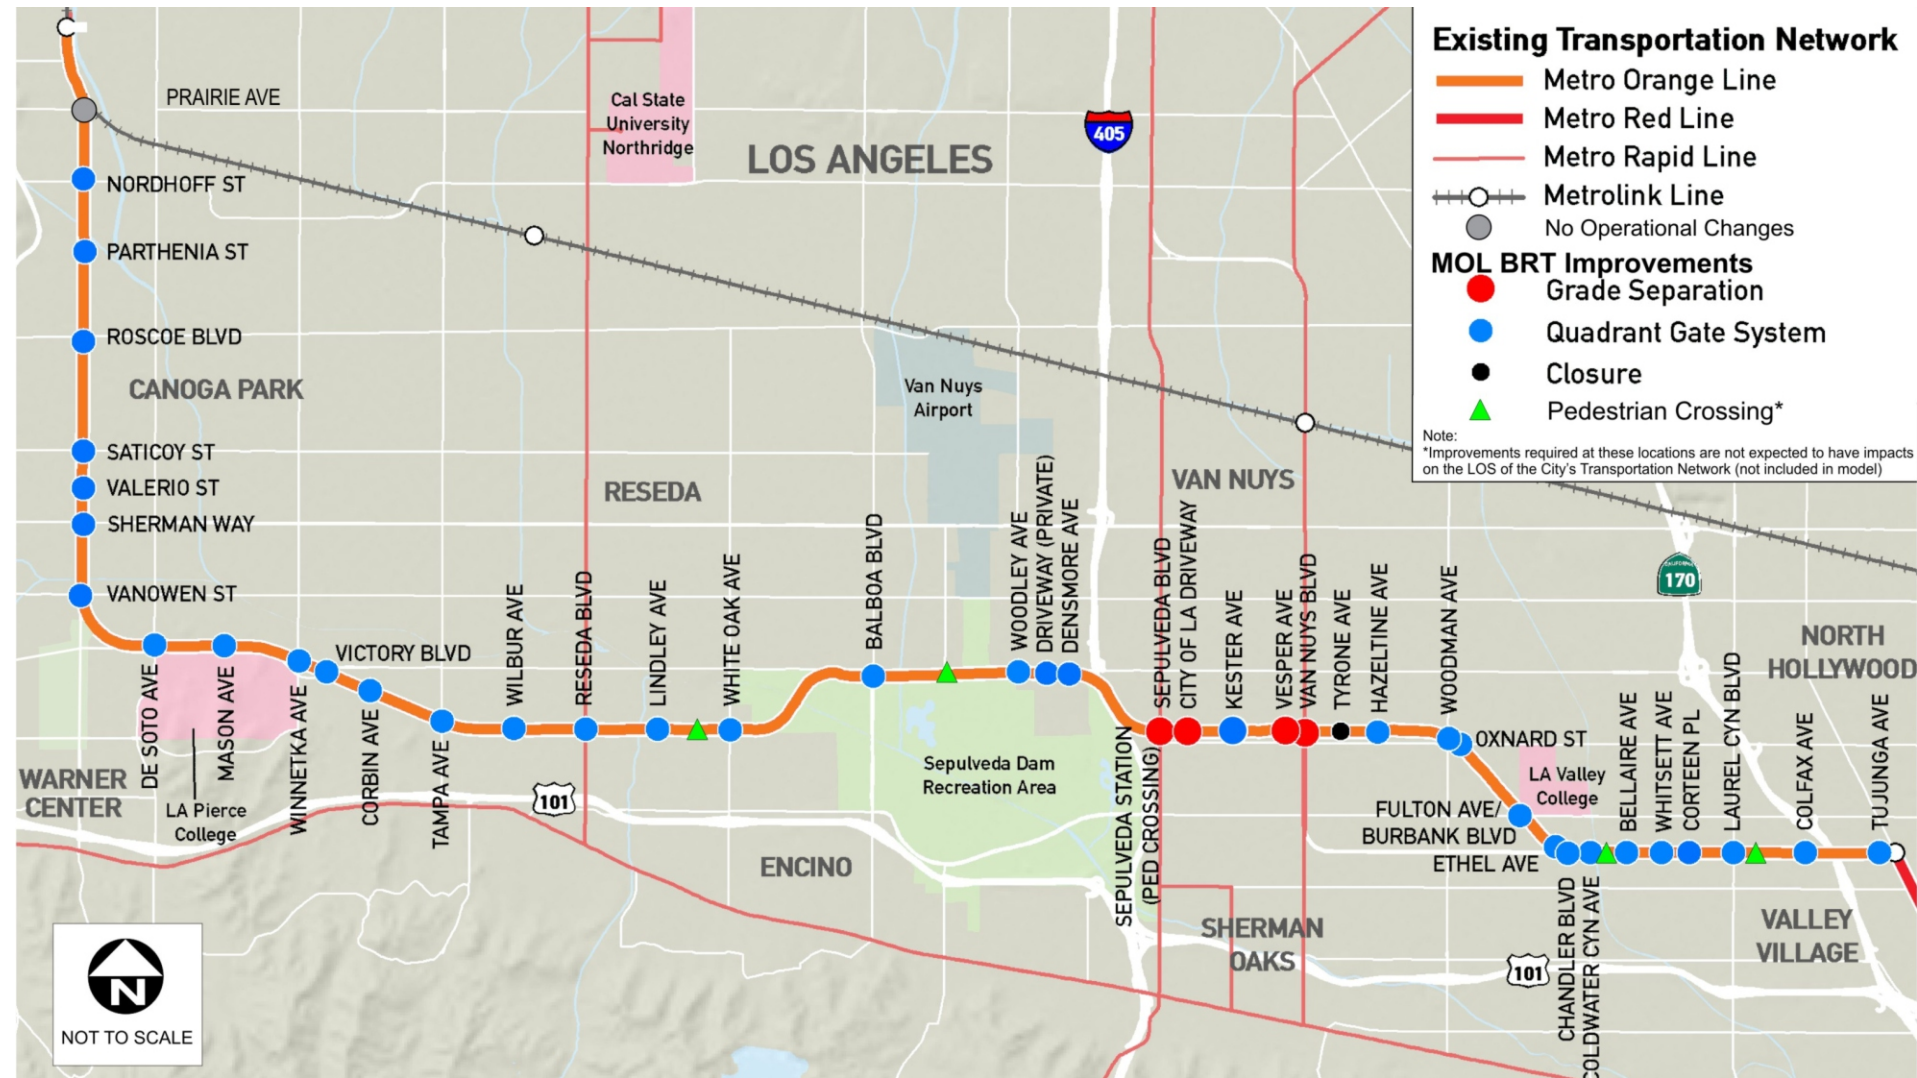 PRAIRIE AVE
NORDHOFF ST
PARTHENIA ST
ROSCOE BLVD
CANOGA PARK
SATICOY ST
VALERIO ST
SHERMAN WAY
VANOWEN ST
Cal State
University
Northridge
LOS ANGELES
405
Van Nuys
Airport
RESEDA
VAN NUYS
DE SOTO AVE
MASON AVE
WINNETKA AVE
VICTORY BLVD
CORBIN AVE
TAMPA AVE
WILBUR AVE
RESEDA BLVD
LINDLEY AVE
WHITE OAK AVE
BALBOA BLVD
WOODLEY AVE
DRIVEWAY (PRIVATE)
DENSMORE AVE
SEPULVEDA STATION
(PED CROSSING)
SEPULVEDA BLVD
CITY OF LA DRIVEWAY
KESTER AVE
VESPER AVE
VAN NUYS BLVD
TYRONE AVE
HAZELTINE AVE
WOODMAN AVE
OXNARD ST
FULTON AVE/
BURBANK BLVD
ETHEL AVE
CHANDLER BLVD
COLDWATER CYN AVE
BELLAIRE AVE
WHITSETT AVE
CORTEEN PL
LAUREL CYN BLVD
COLFAX AVE
TUJUNGA AVE
CALIFORNIA
170
NORTH
HOLLYWOOD
LA Valley
College
VALLEY
VILLAGE
101
SHERMAN
OAKS
Sepulveda Dam
Recreation Area
ENCINO
101
LA Pierce
College
WARNER
CENTER
N
NOT TO SCALE
Existing Transportation Network
Metro Orange Line
Metro Red Line
Metro Rapid Line
Metrolink Line
No Operational Changes
MOL BRT Improvements
Grade Separation
Quadrant Gate System
Closure
Pedestrian Crossing*
Note:
*Improvements required at these locations are not expected to have impacts
on the LOS of the City's Transportation Network (not included in model)